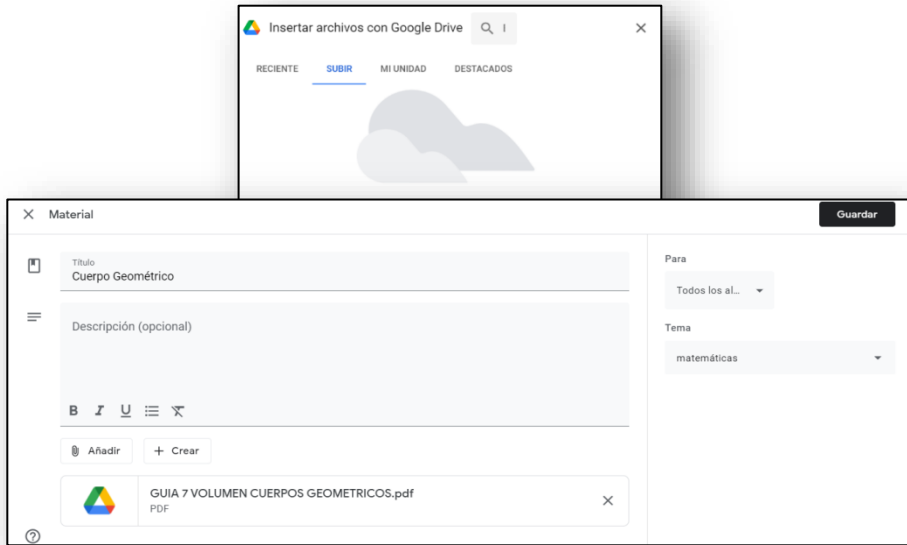 Insertar archivos con Google Drive
RECIENTE SUBIR MI UNIDAD DESTACADOS
Material
Guardar
Título
Cuerpo Geométrico
Descripción (opcional)
B I U
Añadir + Crear
GUIA 7 VOLUMEN CUERPOS GEOMETRICOS.pdf
PDF
Para
Todos los al...
Tema
matemáticas